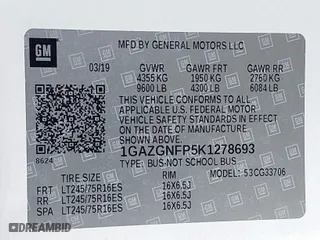 GM
MFD BY GENERAL MOTORS LLC
03/19 GVWR GAWR FRT GAWR RR
4355 KG 1950 KG 2760 KG
9600 LB 4300 LB 6084 LB
THIS VEHICLE CONFORMS TO ALL
APPLICABLE U.S. FEDERAL MOTOR
VEHICLE SAFETY STANDARDS IN EFFECT
ON THE DATE OF MANUFACTURE SHOWN
ABOVE.
1GAZGNFP5K1278693
8624 TYPE: BUS-NOT SCHOOL BUS
MODEL: 53CG33706
TIRE SIZE RIM
FRT LT245/75R16ES 16X6.5J
RR LT245/75R16ES 16X6.5J
SPA LT245/75R16ES 16X6.5J
DREAMBID